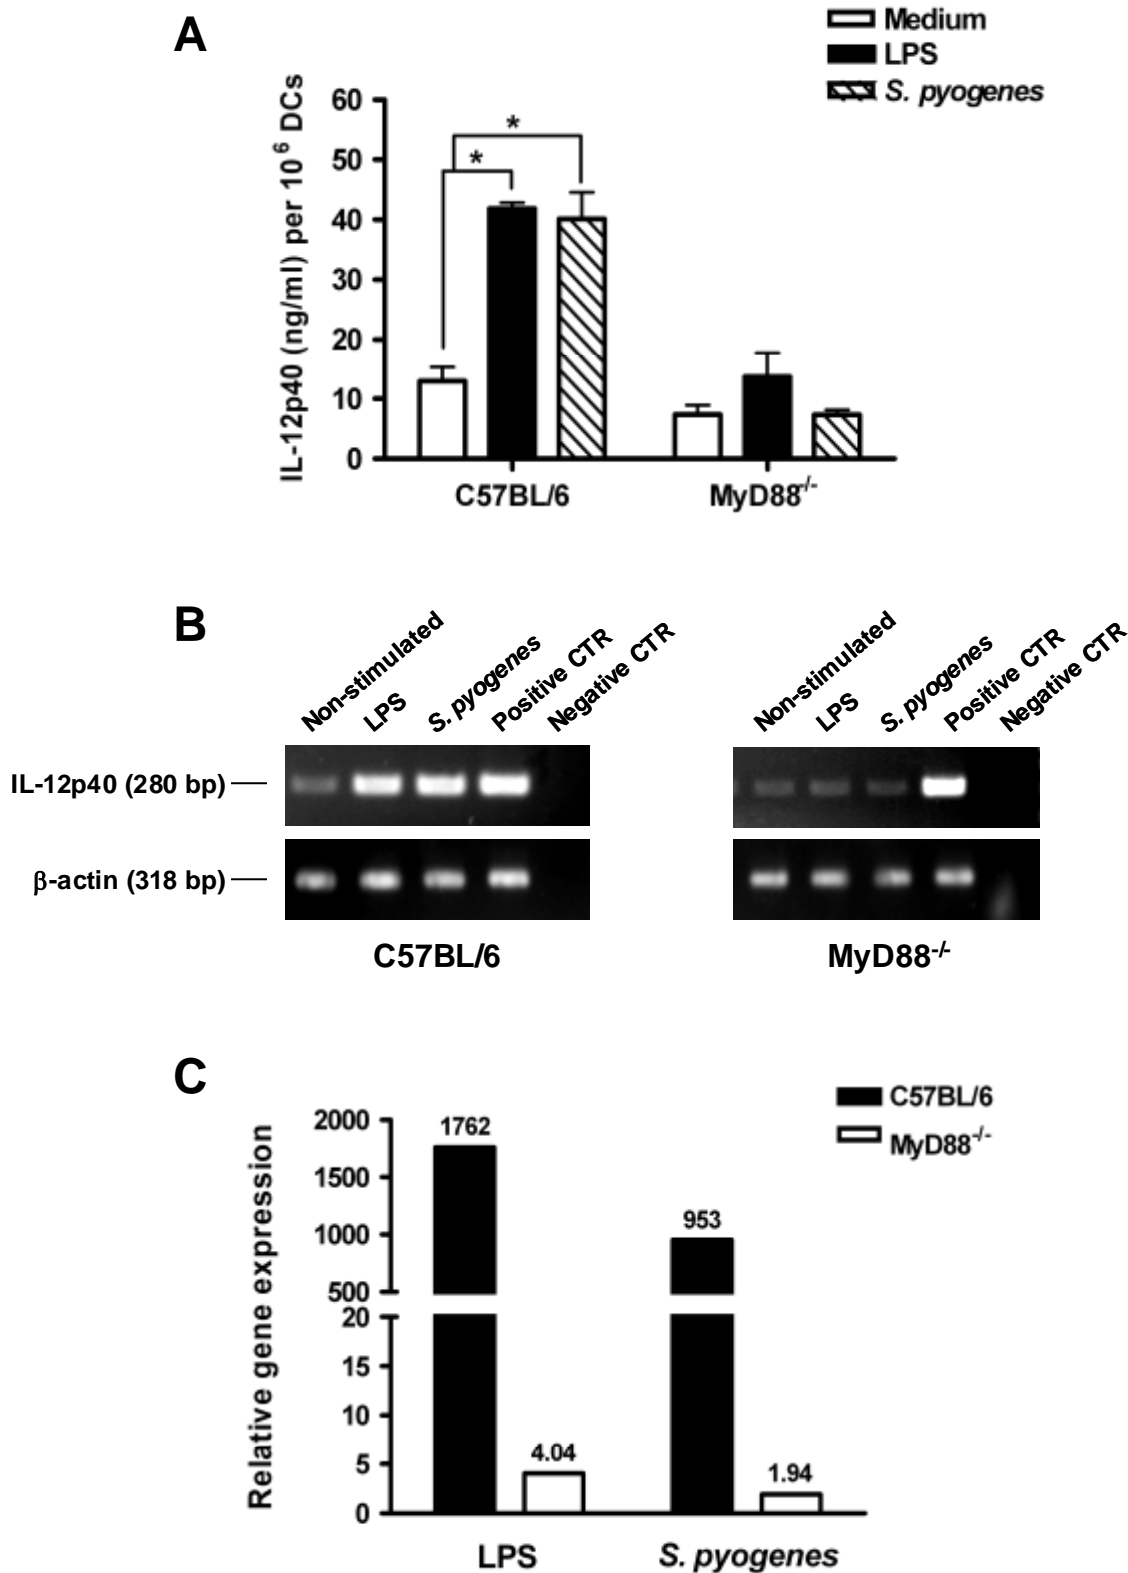 A
Medium
LPS
S. pyogenes
IL-12p40 (ng/ml) per 10⁶ DCs
60
50
40
30
20
10
0
*
*
C57BL/6
MyD88-/-
B
Non-stimulated
LPS
S. pyogenes
Positive CTR
Negative CTR
Non-stimulated
LPS
S. pyogenes
Positive CTR
Negative CTR
IL-12p40 (280 bp)
β-actin (318 bp)
C57BL/6
MyD88-/-
C
C57BL/6
MyD88-/-
Relative gene expression
2000
1500
1000
500
20
15
10
5
0
1762
4.04
953
1.94
LPS
S. pyogenes